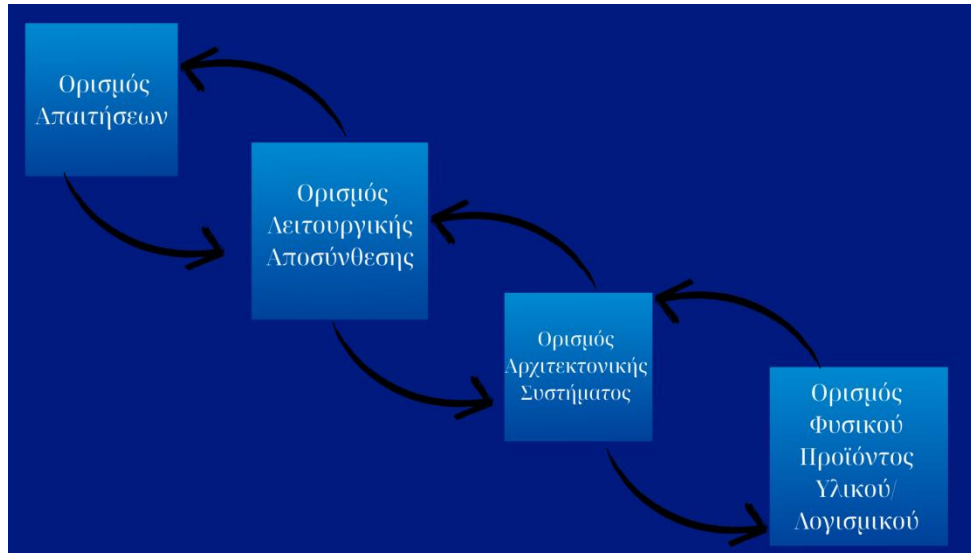 Ορισμός
Απαιτήσεων
Ορισμός
Λειτουργικής
Αποσύνθεσης
Ορισμός
Αρχιτεκτονικής
Συστήματος
Ορισμός
Φυσικού
Προϊόντος
Υλικού/
Λογισμικού